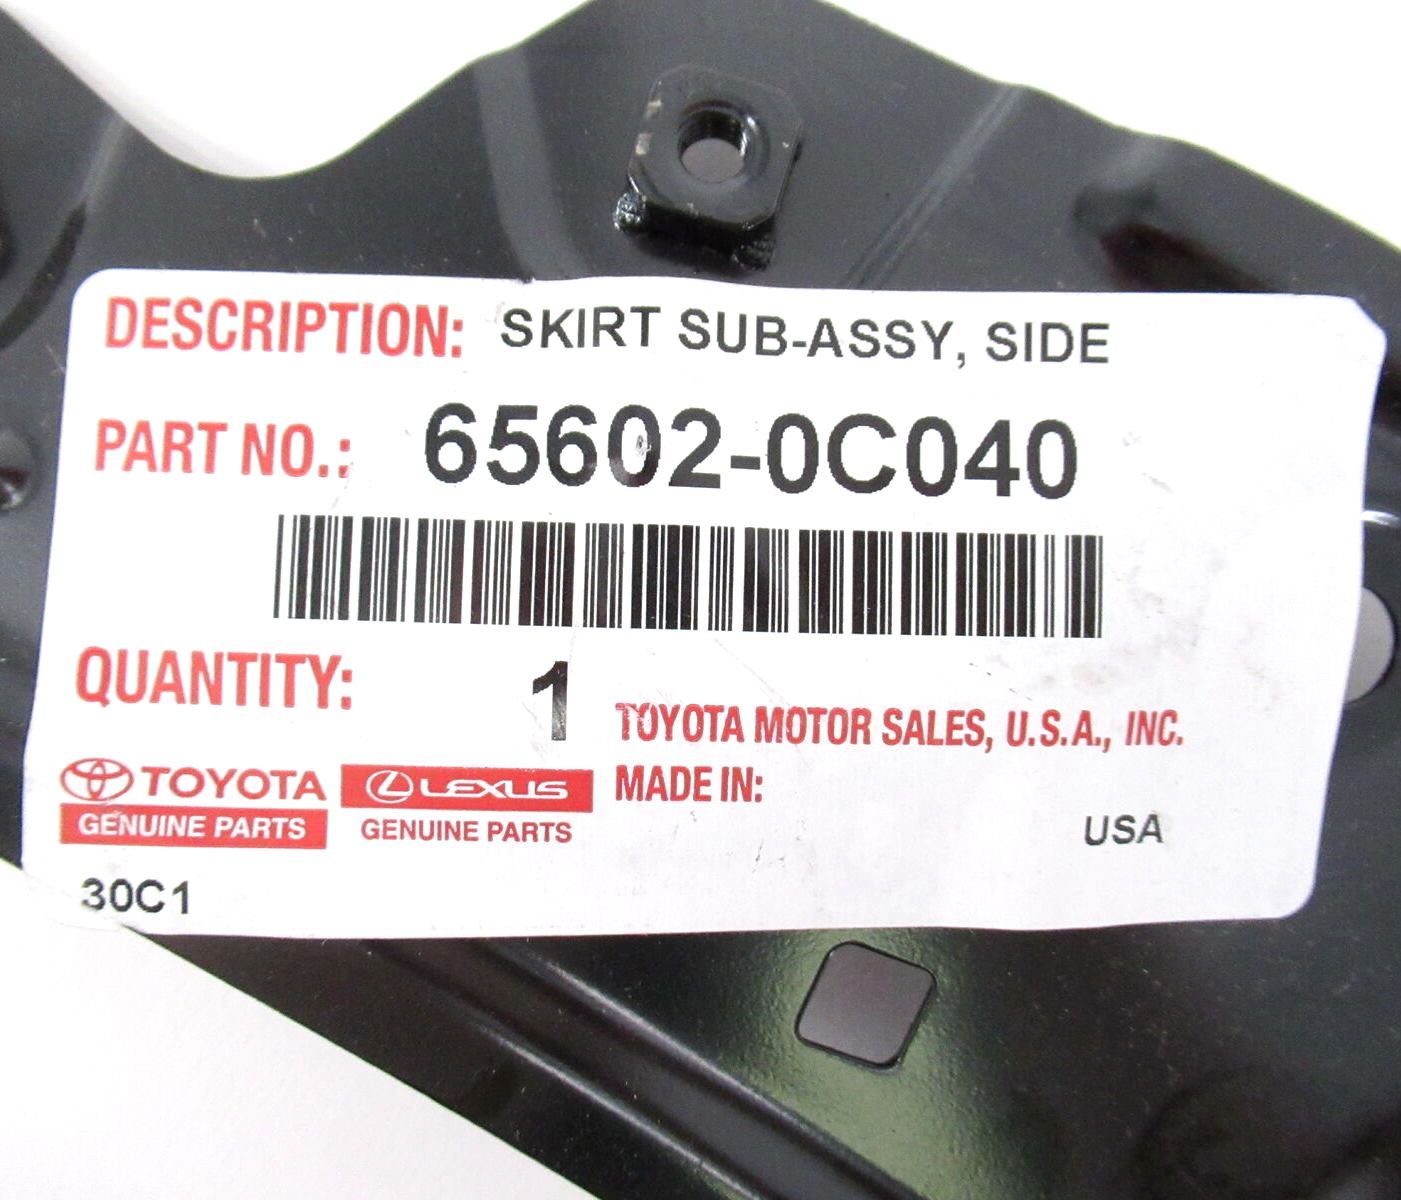 DESCRIPTION: SKIRT SUB-ASSY, SIDE
PART NO.: 65602-0C040
QUANTITY: 1
TOYOTA MOTOR SALES, U.S.A., INC.
MADE IN:
USA
TOYOTA
GENUINE PARTS
LEXUS
GENUINE PARTS
30C1